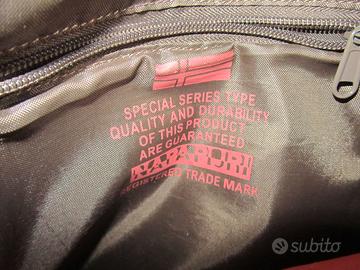 SPECIAL SERIES TYPE
QUALITY AND DURABILITY
OF THIS PRODUCT
ARE GUARANTEED
NAPAPIJRI
REGISTERED TRADE MARK
subito